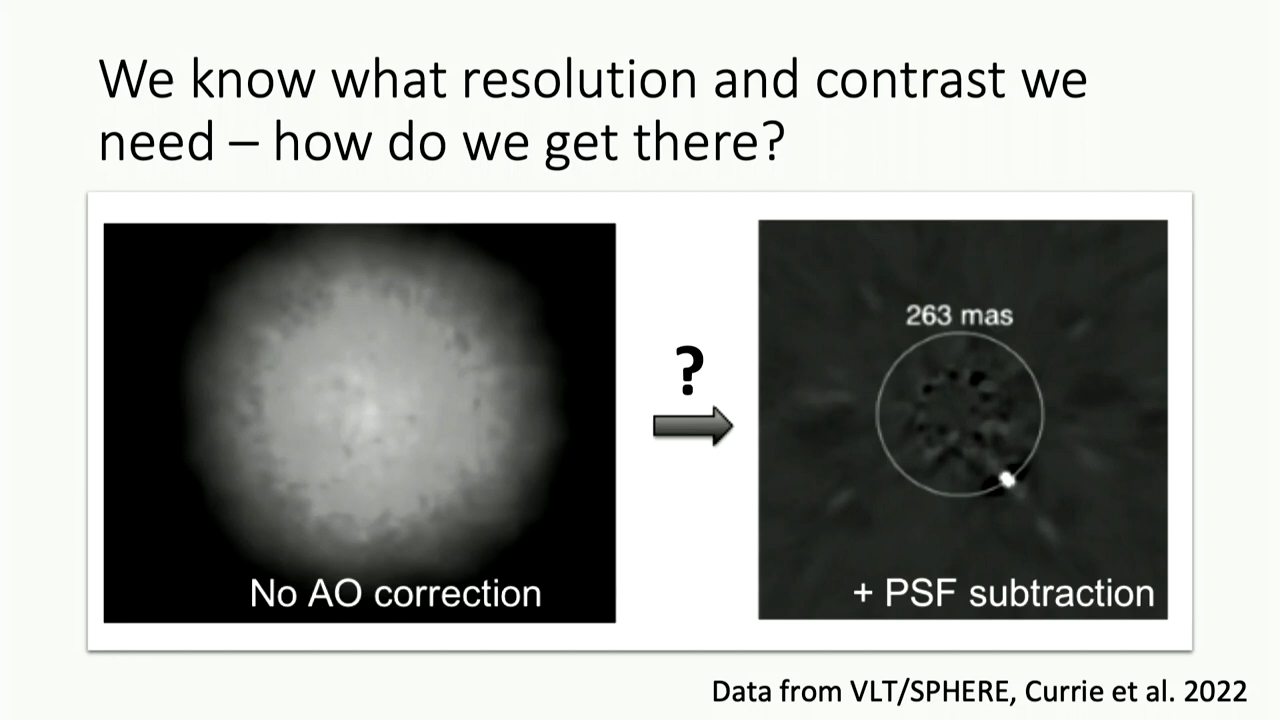 We know what resolution and contrast we
need – how do we get there?
263 mas
?
No AO correction
+ PSF subtraction
Data from VLT/SPHERE, Currie et al. 2022